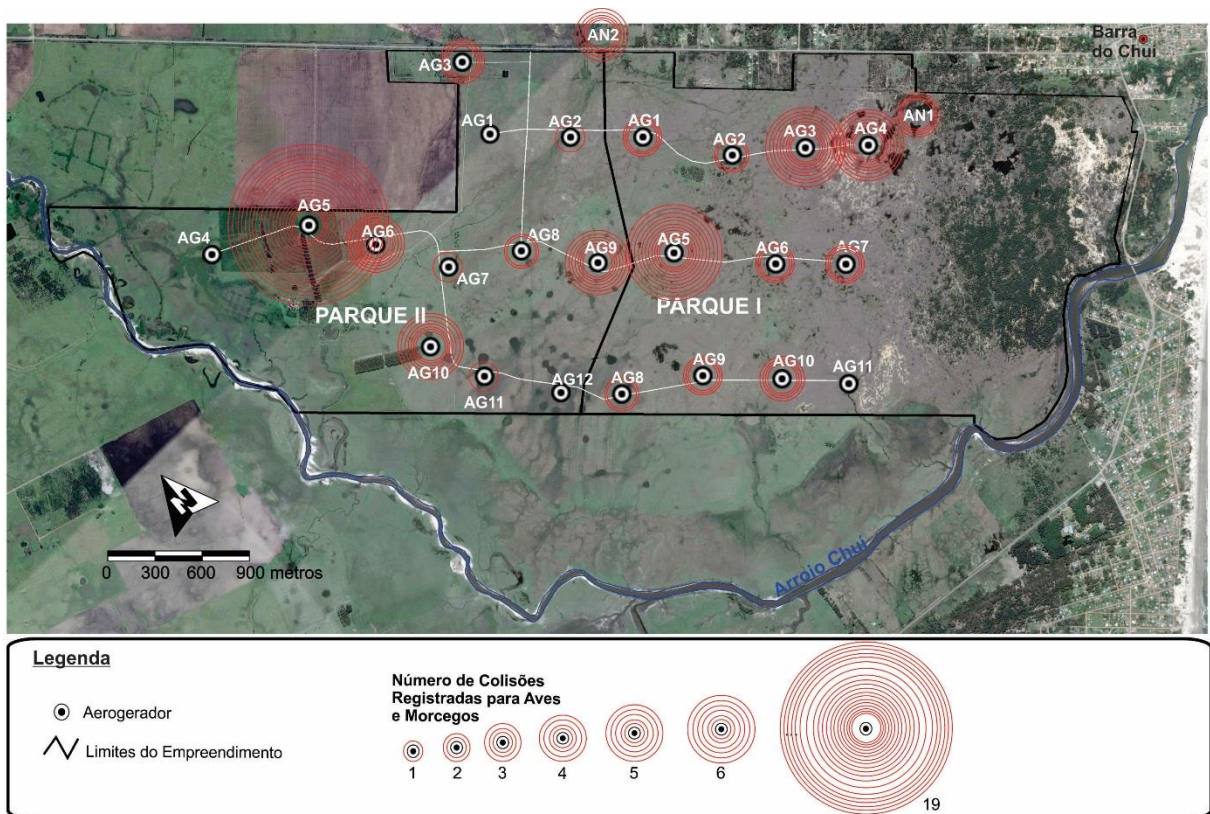 AN2
Barra
do Chuí
AG3
AG1
AG2
AG1
AG2
AG3
AG4
AN1
AG5
AG6
AG4
AG7
AG8
AG9
AG5
AG6
AG7
PARQUE II
PARQUE I
AG10
AG11
AG12
AG8
AG9
AG10
AG11
N
0 300 600 900 metros
Arroio Chuí
Legenda
Aerogerador
Limites do Empreendimento
Número de Colisões
Registradas para Aves
e Morcegos
1 2 3 4 5 6 19
...